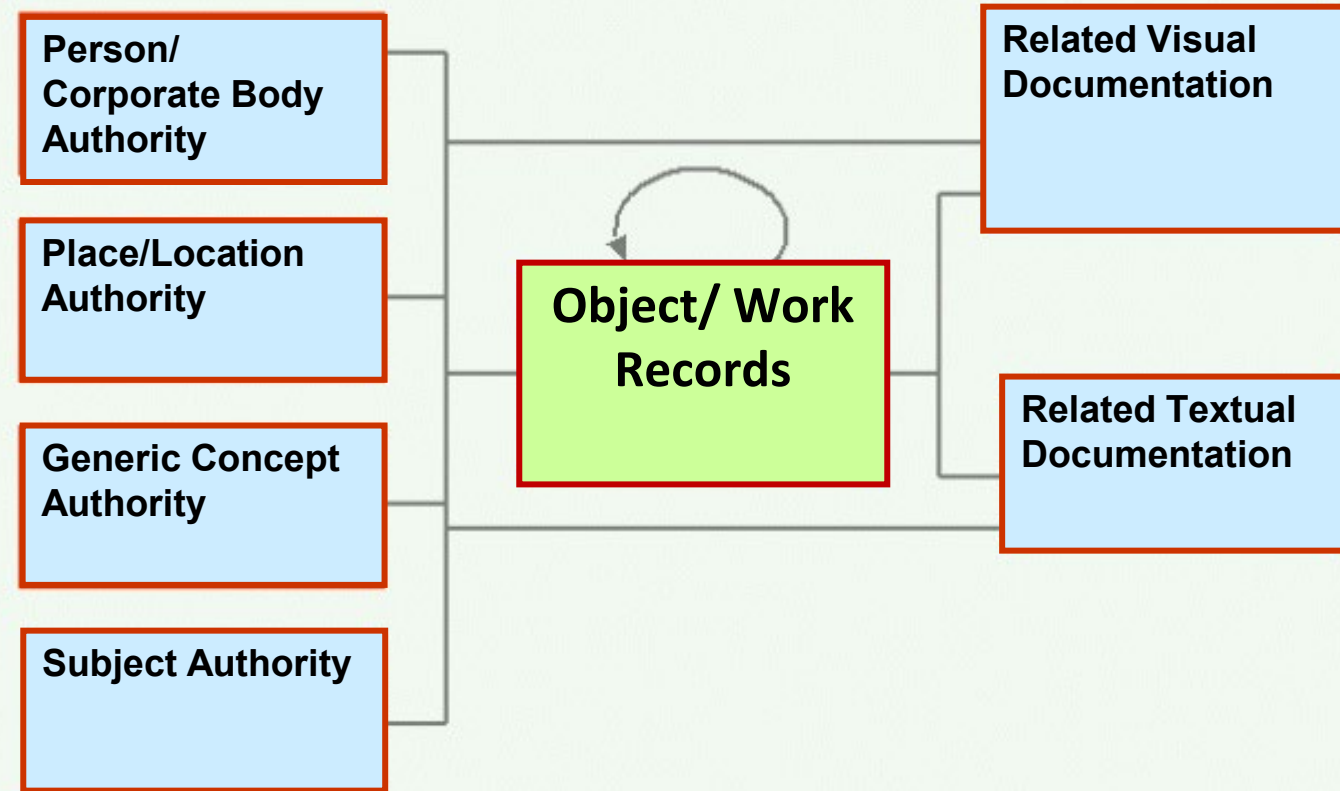 Person/
Corporate Body
Authority
Place/Location
Authority
Generic Concept
Authority
Subject Authority
Object/ Work
Records
Related Visual
Documentation
Related Textual
Documentation